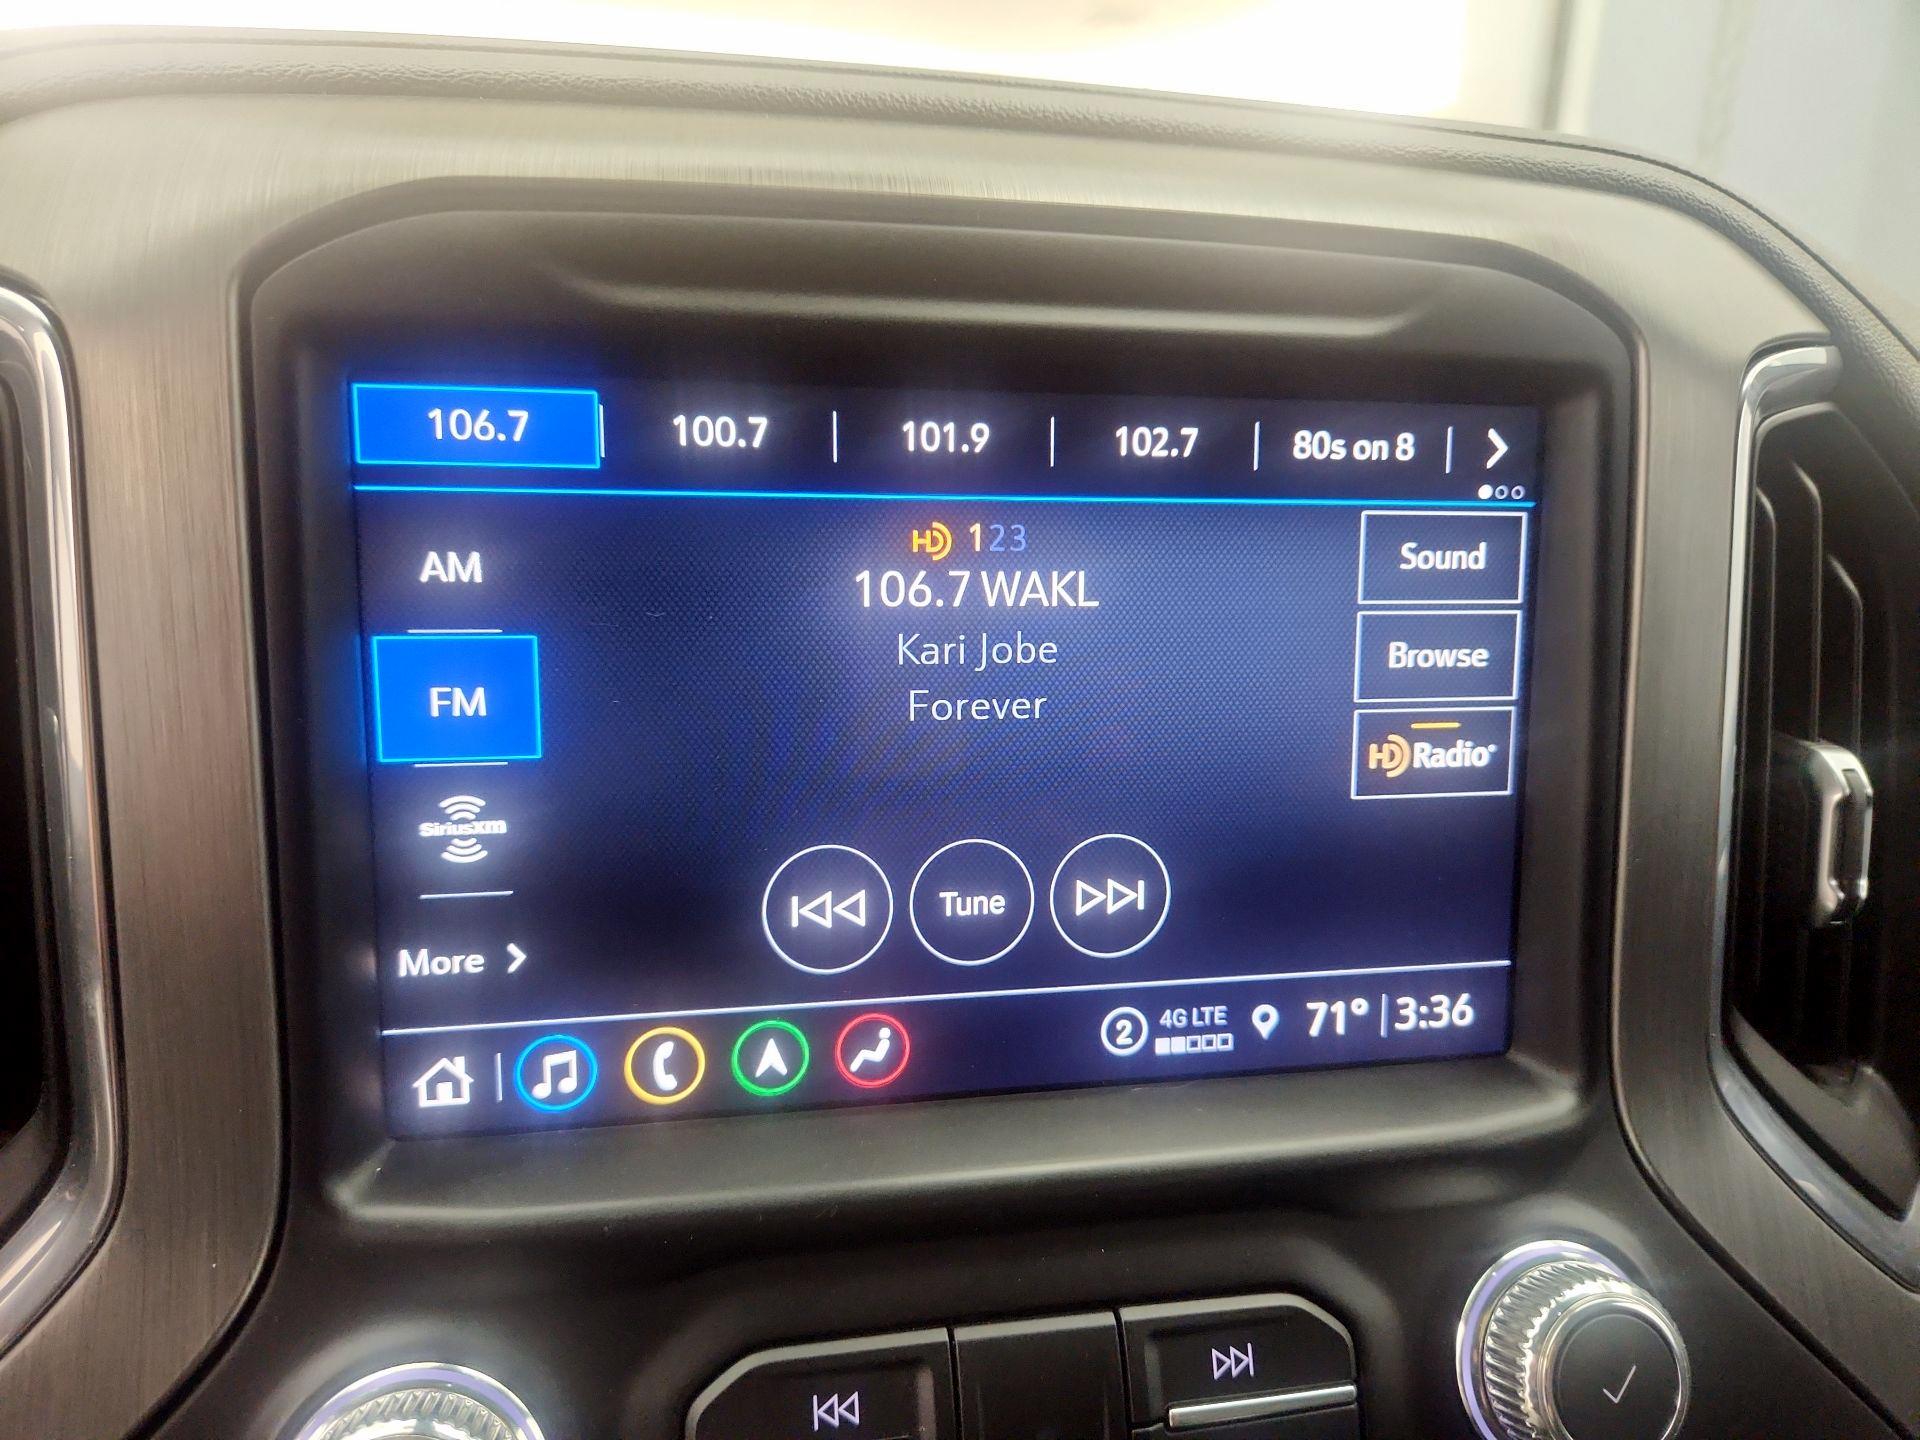 106.7 100.7 101.9 102.7 80s on 8
HD 123
106.7 WAKL
Kari Jobe
Forever
AM
FM
SiriusXM
More
Sound
Browse
HD Radio
Tune
2 4G LTE 71° 3:36